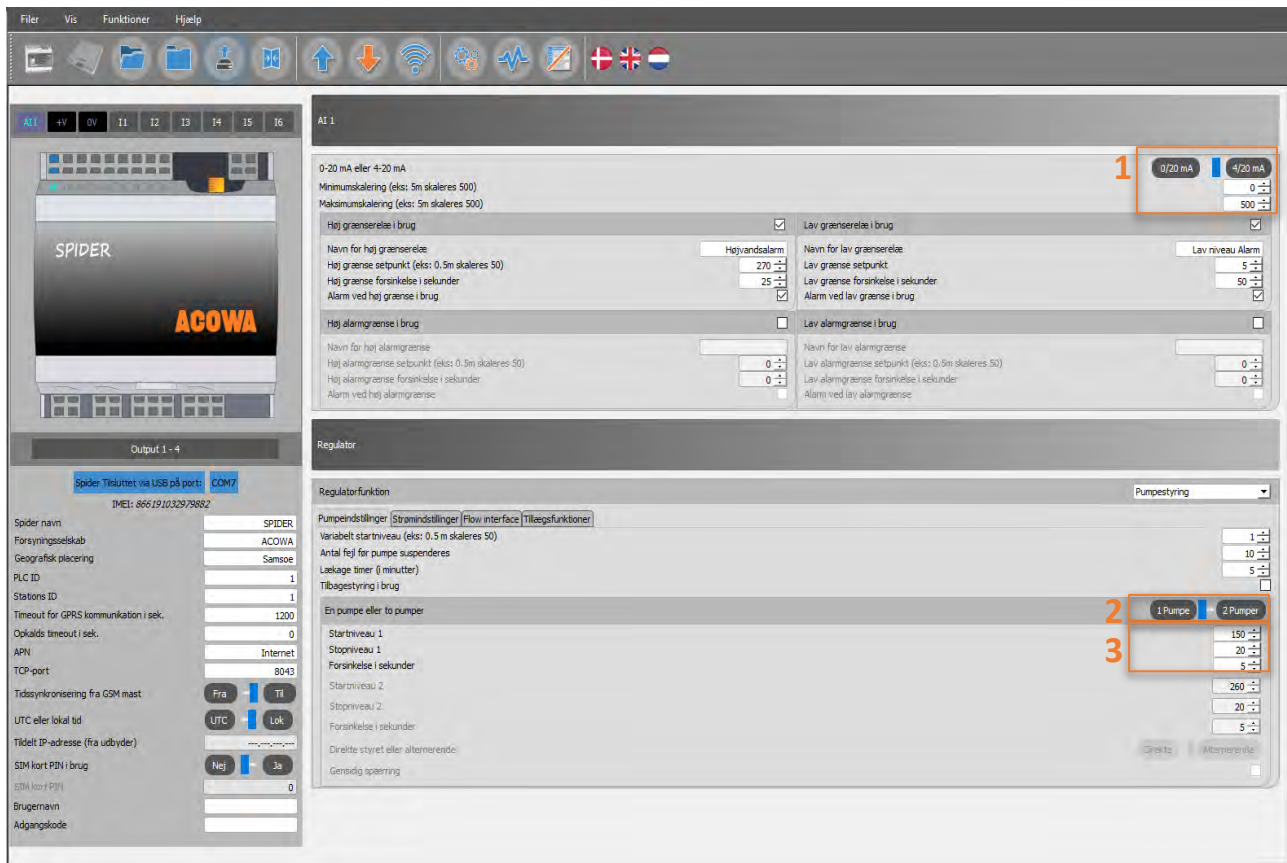 Filer Vis Funktioner Hjælp
AI1 +V 0V I1 I2 I3 I4 I5 I6
SPIDER
ACOWA
Output 1 - 4
Spider Tilsluttet via USB på port: COM7
IMEI: 866191032979882
Spider navn SPIDER
Forsyningsselskab ACOWA
Geografisk placering Samsoe
PLC ID 1
Stations ID 1
Timeout for GPRS kommunikation i sek. 1200
Opkalds timeout i sek. 0
APN Internet
TCP-port 8043
Tidssynkronisering fra GSM mast Fra Til
UTC eller lokal tid UTC Lok
Tildelt IP-adresse (fra udbyder) ---.---.---.---
SIM kort PIN i brug Nej Ja
SIM kort PIN 0
Brugernavn
Adgangskode
AI 1
0-20 mA eller 4-20 mA 1 0/20 mA 4/20 mA
Minimumskalering (eks: 5m skaleres 500) 0
Maksimumskalering (eks: 5m skaleres 500) 500
Høj grænserelæ i brug
Navn for høj grænserelæ Højvandsalarm
Høj grænse setpunkt (eks: 0.5m skaleres 50) 270
Høj grænse forsinkelse i sekunder 25
Alarm ved høj grænse i brug
Lav grænserelæ i brug
Navn for lav grænserelæ Lav niveau Alarm
Lav grænse setpunkt 5
Lav grænse forsinkelse i sekunder 50
Alarm ved lav grænse i brug
Høj alarmgrænse i brug
Navn for høj alarmgrænse
Høj alarmgrænse setpunkt (eks: 0.5m skaleres 50) 0
Høj alarmgrænse forsinkelse i sekunder 0
Alarm ved høj alarmgrænse
Lav alarmgrænse i brug
Navn for lav alarmgrænse
Lav alarmgrænse setpunkt (eks: 0.5m skaleres 50) 0
Lav alarmgrænse forsinkelse i sekunder 0
Alarm ved lav alarmgrænse
Regulator
Regulatorfunktion Pumpestyring
Pumpeindstillinger Strømindstillinger Flow interface Tillægsfunktioner
Variabelt startniveau (eks: 0.5 m skaleres 50) 1
Antal fejl før pumpe suspenderes 10
Lækage timer (i minutter) 5
Tilbagestyring i brug
En pumpe eller to pumper 2 1 Pumpe 2 Pumper
Startniveau 1 150
Stopniveau 1 3 20
Forsinkelse i sekunder 5
Startniveau 2 260
Stopniveau 2 20
Forsinkelse i sekunder 5
Direkte styret eller alternerende Direkte Alternerende
Gensidig spærring